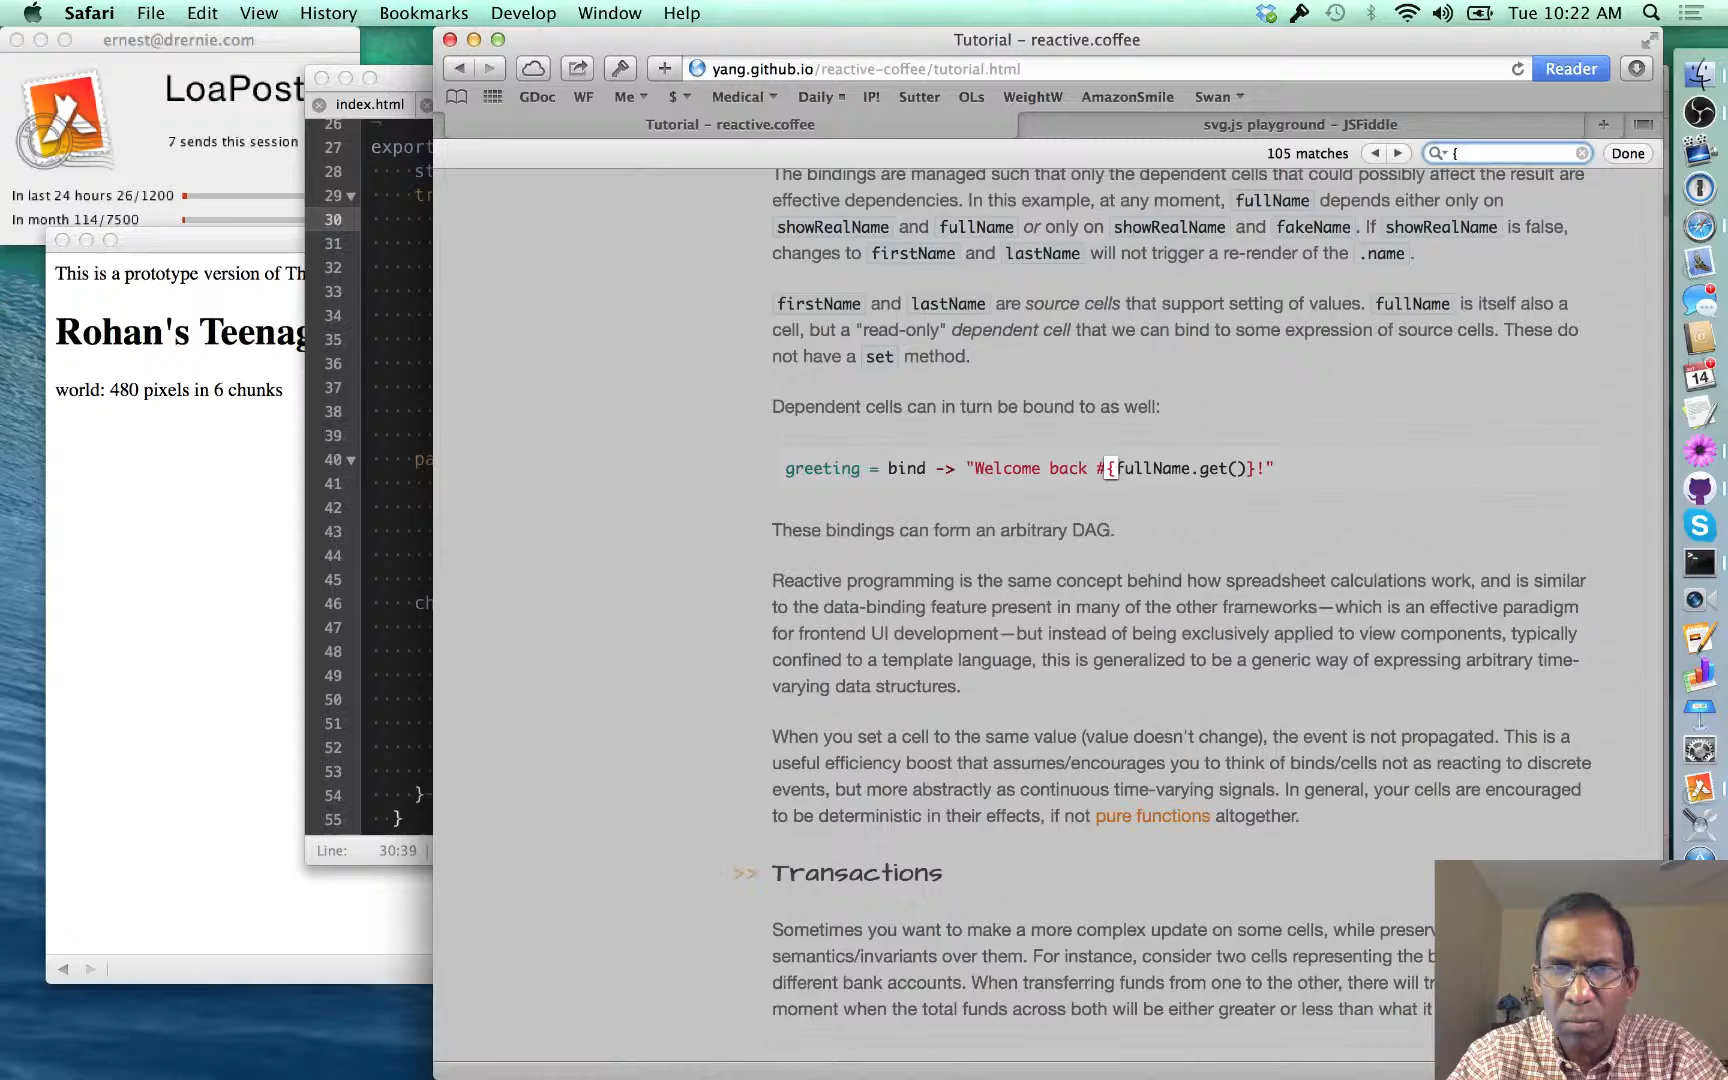 Safari File Edit View History Bookmarks Develop Window Help
Tue 10:22 AM
ernest@drernie.com
LoaPost
7 sends this session
In last 24 hours 26/1200
In month 114/7500
This is a prototype version of Th
Rohan's Teenag
world: 480 pixels in 6 chunks
index.html
26
27 export
28 st
29 tr
30
31
32
33
34
35
36
37
38
39
40 pa
41
42
43
44
45
46 ch
47
48
49
50
51
52
53
54 }
55 }
Line: 30:39
Tutorial – reactive.coffee
yang.github.io/reactive-coffee/tutorial.html
Reader
GDoc WF Me $ Medical Daily IP! Sutter OLs WeightW AmazonSmile Swan
Tutorial – reactive.coffee
svg.js playground – JSFiddle
105 matches
{
Done
The bindings are managed such that only the dependent cells that could possibly affect the result are
effective dependencies. In this example, at any moment, fullName depends either only on
showRealName and fullName or only on showRealName and fakeName. If showRealName is false,
changes to firstName and lastName will not trigger a re-render of the .name.
firstName and lastName are source cells that support setting of values. fullName is itself also a
cell, but a "read-only" dependent cell that we can bind to some expression of source cells. These do
not have a set method.
Dependent cells can in turn be bound to as well:
greeting = bind -> "Welcome back #{fullName.get()}!"
These bindings can form an arbitrary DAG.
Reactive programming is the same concept behind how spreadsheet calculations work, and is similar
to the data-binding feature present in many of the other frameworks—which is an effective paradigm
for frontend UI development—but instead of being exclusively applied to view components, typically
confined to a template language, this is generalized to be a generic way of expressing arbitrary time-
varying data structures.
When you set a cell to the same value (value doesn't change), the event is not propagated. This is a
useful efficiency boost that assumes/encourages you to think of binds/cells not as reacting to discrete
events, but more abstractly as continuous time-varying signals. In general, your cells are encouraged
to be deterministic in their effects, if not pure functions altogether.
>> Transactions
Sometimes you want to make a more complex update on some cells, while preserv
semantics/invariants over them. For instance, consider two cells representing the b
different bank accounts. When transferring funds from one to the other, there will tr
moment when the total funds across both will be either greater or less than what it
OCT
14